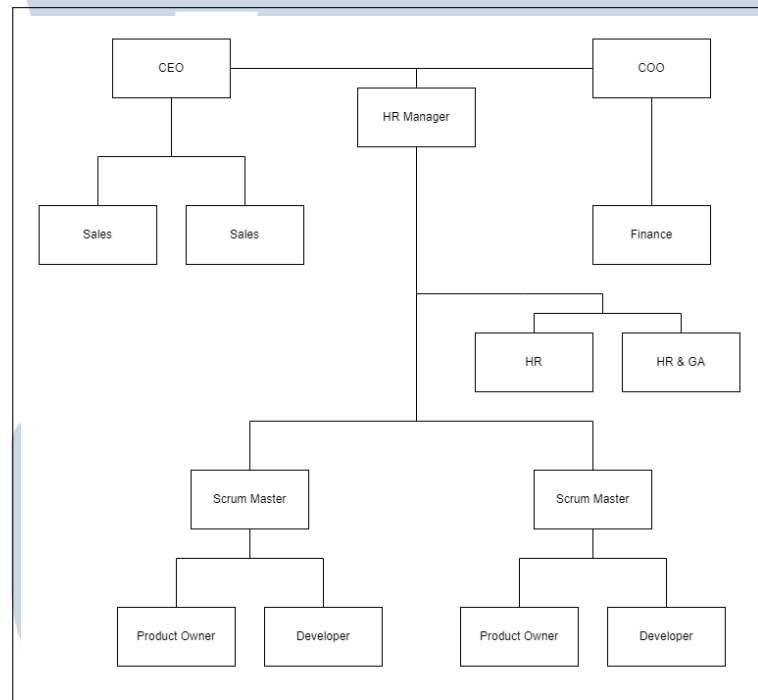 CEO
COO
HR Manager
Sales
Sales
Finance
HR
HR & GA
Scrum Master
Scrum Master
Product Owner
Developer
Product Owner
Developer